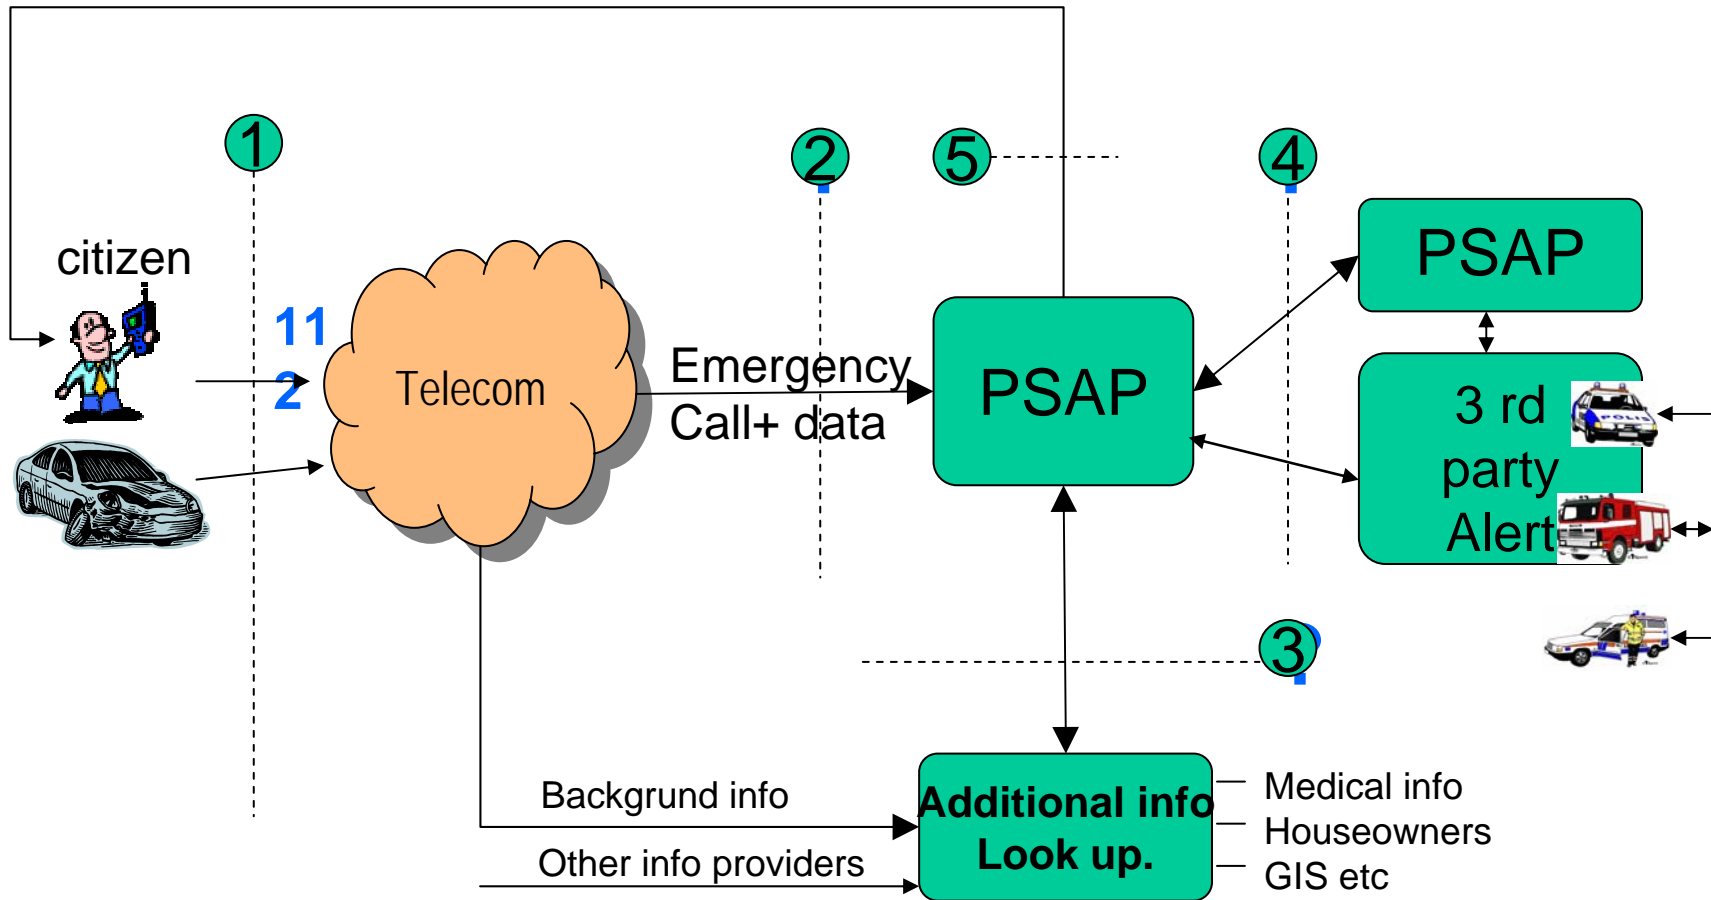 1
2
5
4
citizen
PSAP
11
2
Telecom
Emergency
Call+ data
PSAP
3 rd
party
Alert
POLIS
3
Backgrund info
Other info providers
Additional info
Look up.
Medical info
Houseowners
GIS etc